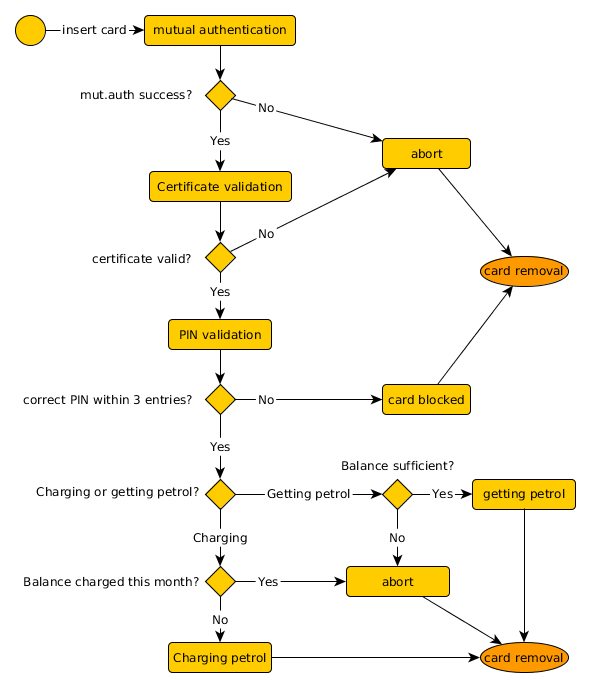 insert card
mutual authentication
mut.auth success?
No
Yes
abort
Certificate validation
No
certificate valid?
card removal
Yes
PIN validation
correct PIN within 3 entries?
No
card blocked
Yes
Balance sufficient?
Charging or getting petrol?
Getting petrol
Yes
getting petrol
Charging
No
Balance charged this month?
Yes
abort
No
Charging petrol
card removal